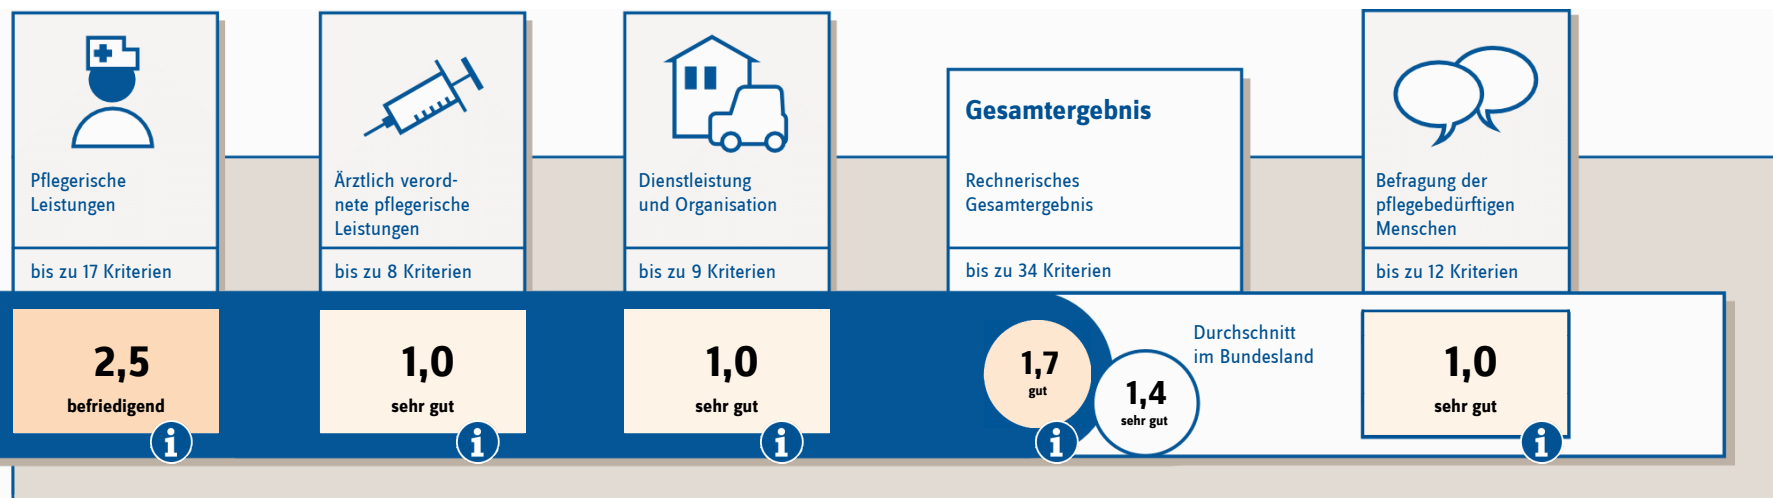 Pflegerische
Leistungen
bis zu 17 Kriterien
2,5
befriedigend
i
Ärztlich verord-
nete pflegerische
Leistungen
bis zu 8 Kriterien
1,0
sehr gut
i
Dienstleistung
und Organisation
bis zu 9 Kriterien
1,0
sehr gut
i
Gesamtergebnis
Rechnerisches
Gesamtergebnis
bis zu 34 Kriterien
1,7
gut
i
1,4
sehr gut
Durchschnitt
im Bundesland
Befragung der
pflegebedürftigen
Menschen
bis zu 12 Kriterien
1,0
sehr gut
i